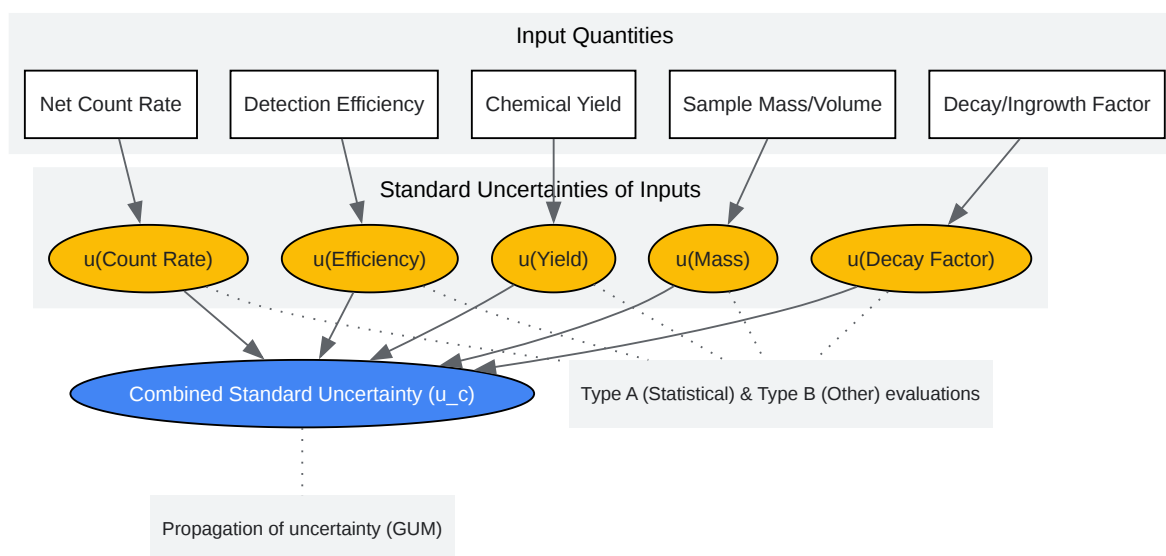 Input Quantities
Net Count Rate
Detection Efficiency
Chemical Yield
Sample Mass/Volume
Decay/Ingrowth Factor
Standard Uncertainties of Inputs
u(Count Rate)
u(Efficiency)
u(Yield)
u(Mass)
u(Decay Factor)
Combined Standard Uncertainty (u_c)
Type A (Statistical) & Type B (Other) evaluations
Propagation of uncertainty (GUM)